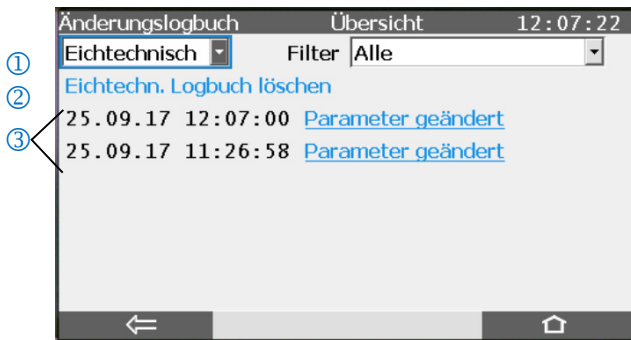 Änderungslogbuch Übersicht 12:07:22
① Eichtechnisch Filter Alle
② Eichtechn. Logbuch löschen
25.09.17 12:07:00 Parameter geändert
③
25.09.17 11:26:58 Parameter geändert